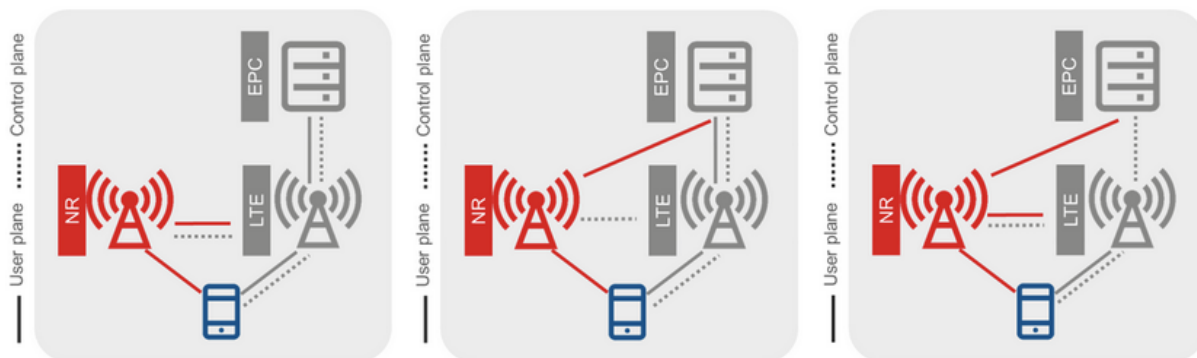 User plane
Control plane
EPC
NR
LTE
User plane
Control plane
EPC
NR
LTE
User plane
Control plane
EPC
NR
LTE